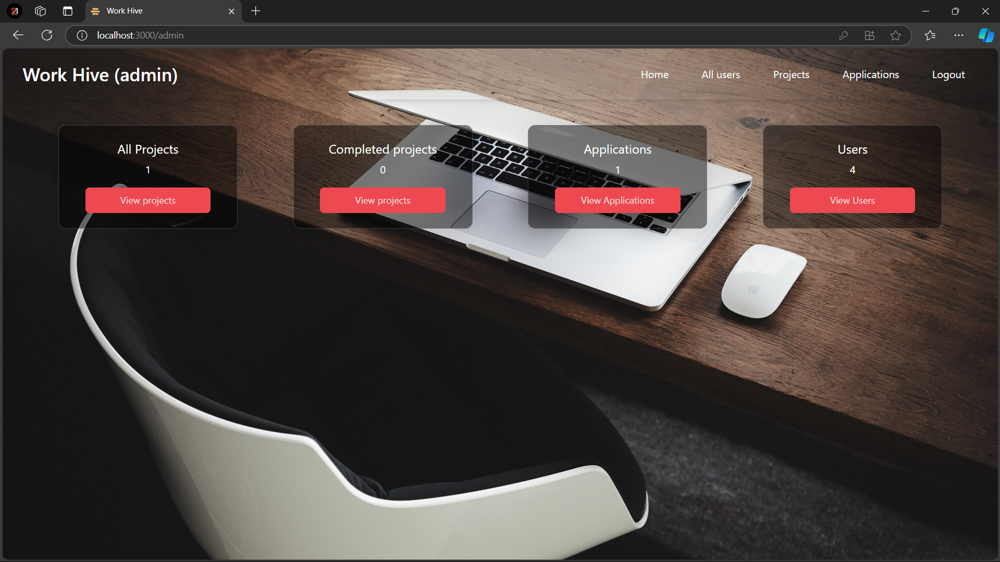 Work Hive
localhost:3000/admin
Work Hive (admin)
Home
All users
Projects
Applications
Logout
All Projects
1
View projects
Completed projects
0
View projects
Applications
1
View Applications
Users
4
View Users